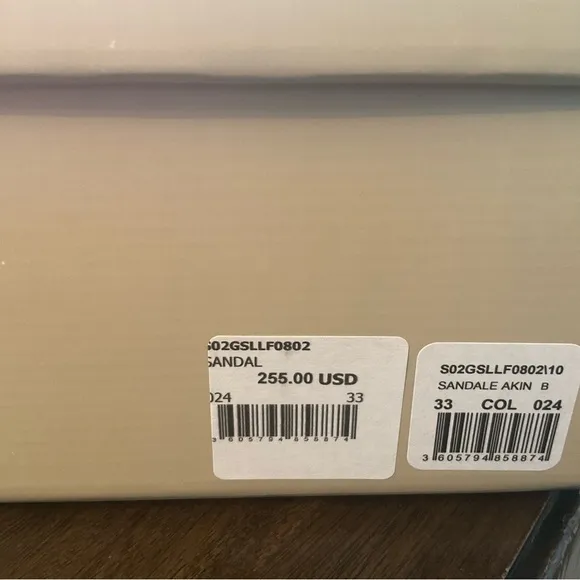 S02GSLLF0802
SANDAL
255.00 USD
024 33
3 605794 858874
S02GSLLF0802\10
SANDALE AKIN B
33 COL 024
3 605794 858874